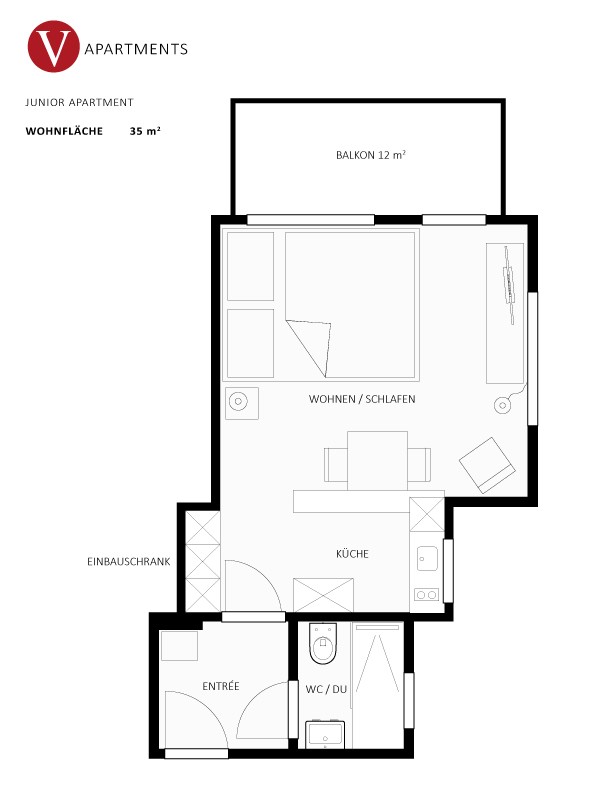 V APARTMENTS
JUNIOR APARTMENT
WOHNFLÄCHE 35 m²
BALKON 12 m²
WOHNEN / SCHLAFEN
KÜCHE
EINBAUSCHRANK
ENTRÉE
WC / DU